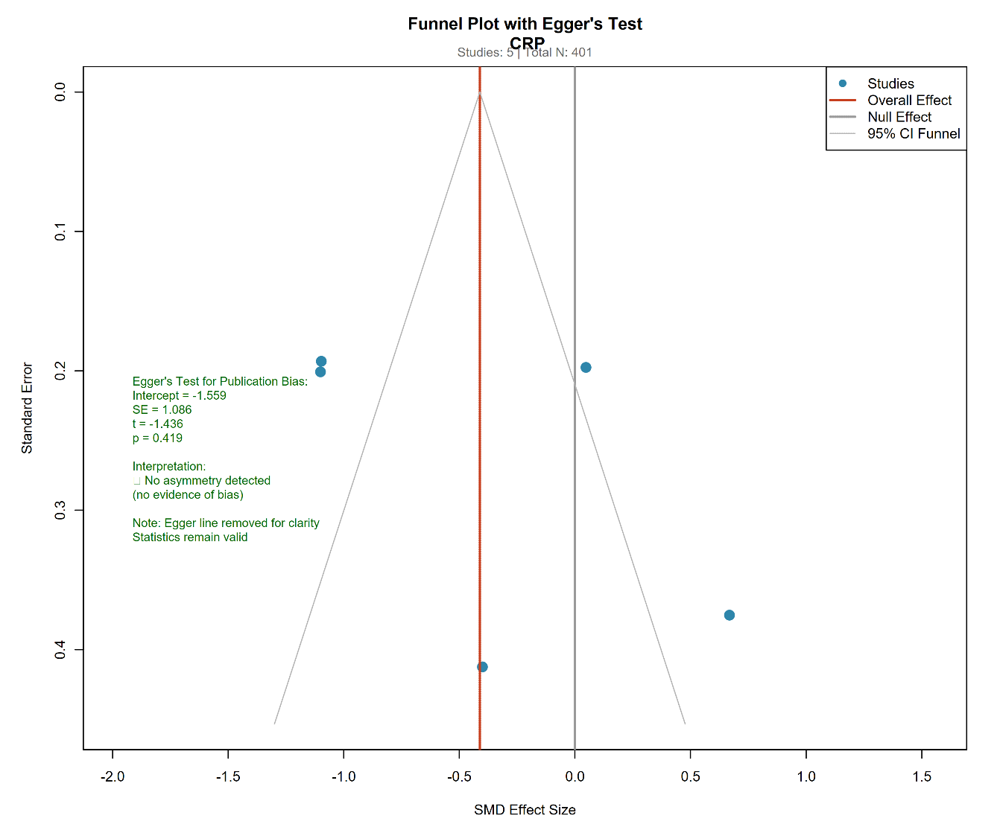 Funnel Plot with Egger's Test
CRP
Studies: 5 | Total N: 401
Studies
Overall Effect
Null Effect
95% CI Funnel
0.0
0.1
0.2
0.3
0.4
Standard Error
Egger's Test for Publication Bias:
Intercept = -1.559
SE = 1.086
t = -1.436
p = 0.419
Interpretation:
No asymmetry detected
(no evidence of bias)
Note: Egger line removed for clarity
Statistics remain valid
-2.0 -1.5 -1.0 -0.5 0.0 0.5 1.0 1.5
SMD Effect Size